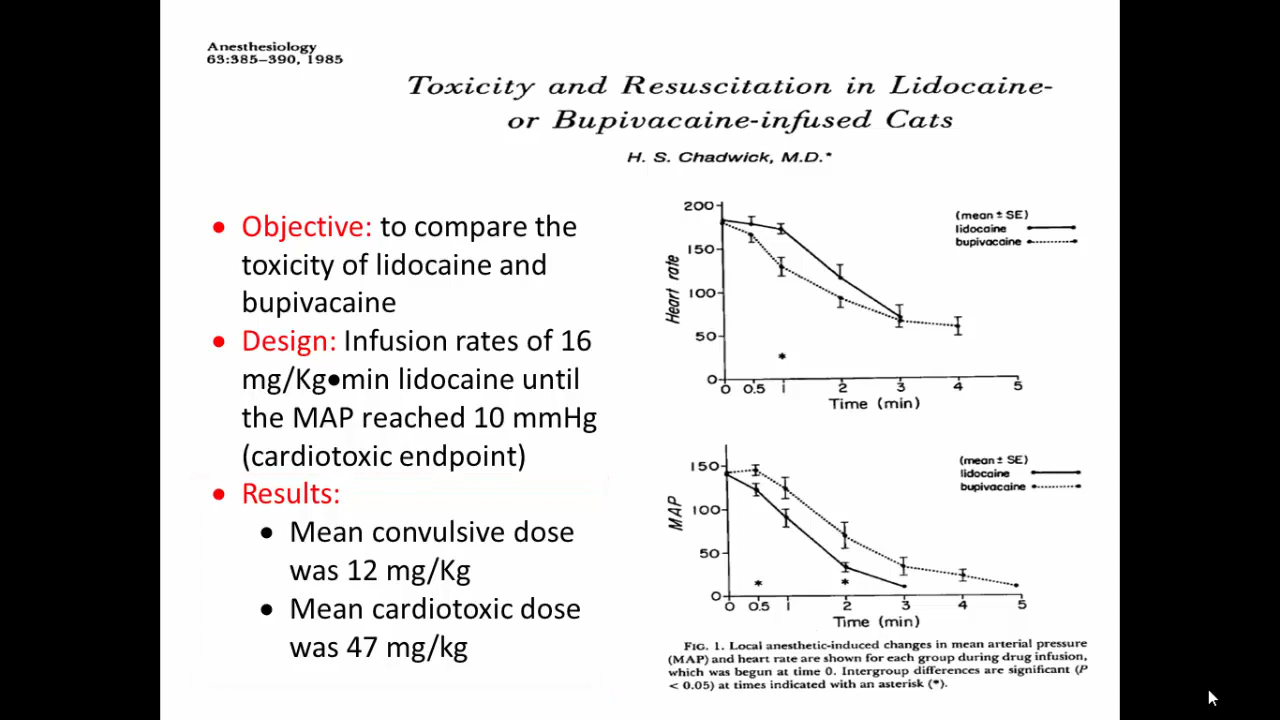 Anesthesiology
63:385–390, 1985
Toxicity and Resuscitation in Lidocaine-
or Bupivacaine-infused Cats
H. S. Chadwick, M.D.*
• Objective: to compare the
toxicity of lidocaine and
bupivacaine
• Design: Infusion rates of 16
mg/Kg•min lidocaine until
the MAP reached 10 mmHg
(cardiotoxic endpoint)
• Results:
• Mean convulsive dose
was 12 mg/Kg
• Mean cardiotoxic dose
was 47 mg/kg
200
150
100
50
0
Heart rate
(mean ± SE)
lidocaine
bupivacaine
*
0 0.5 1 2 3 4 5
Time (min)
150
100
50
0
MAP
(mean ± SE)
lidocaine
bupivacaine
* *
0 0.5 1 2 3 4 5
Time (min)
FIG. 1. Local anesthetic-induced changes in mean arterial pressure
(MAP) and heart rate are shown for each group during drug infusion,
which was begun at time 0. Intergroup differences are significant (P
< 0.05) at times indicated with an asterisk (*).